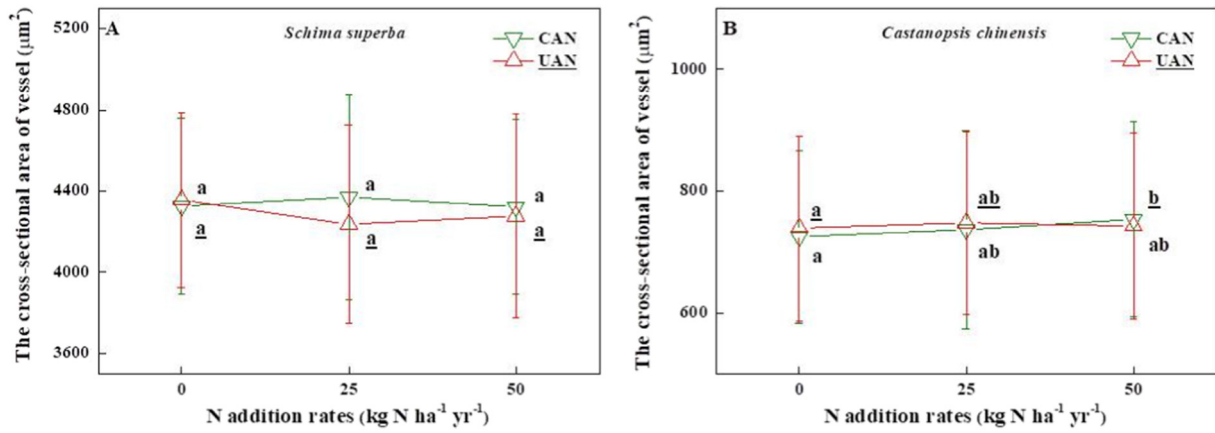 A
Schima superba
CAN
UAN
5200
4800
4400
4000
3600
a
a
a
a
a
a
0
25
50
The cross-sectional area of vessel (μm²)
N addition rates (kg N ha⁻¹ yr⁻¹)
B
Castanopsis chinensis
CAN
UAN
1000
800
600
a
ab
b
a
ab
ab
0
25
50
The cross-sectional area of vessel (μm²)
N addition rates (kg N ha⁻¹ yr⁻¹)